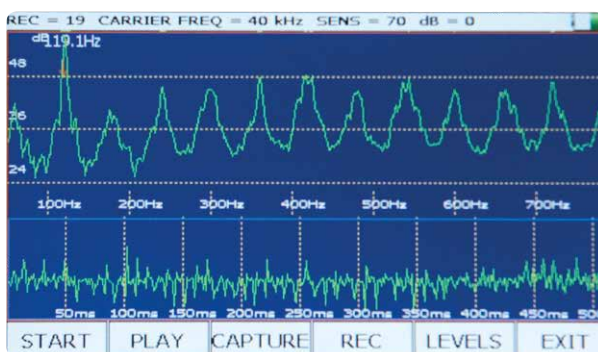 REC = 19 CARRIER FREQ = 40 kHz SENS = 70 dB = 0
dB 119.1Hz
48
36
24
100Hz 200Hz 300Hz 400Hz 500Hz 600Hz 700Hz
50ms 100ms 150ms 200ms 250ms 300ms 350ms 400ms 450ms
START PLAY CAPTURE REC LEVELS EXIT